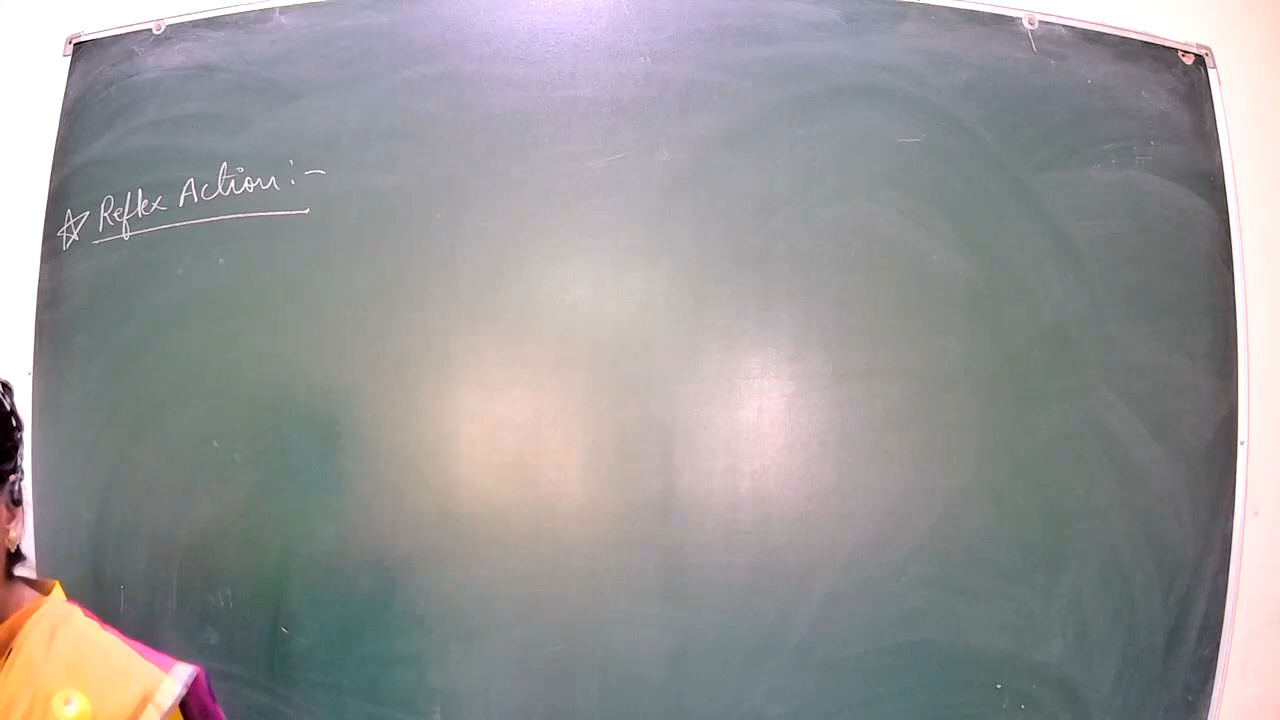 ☆ Reflex Action :-